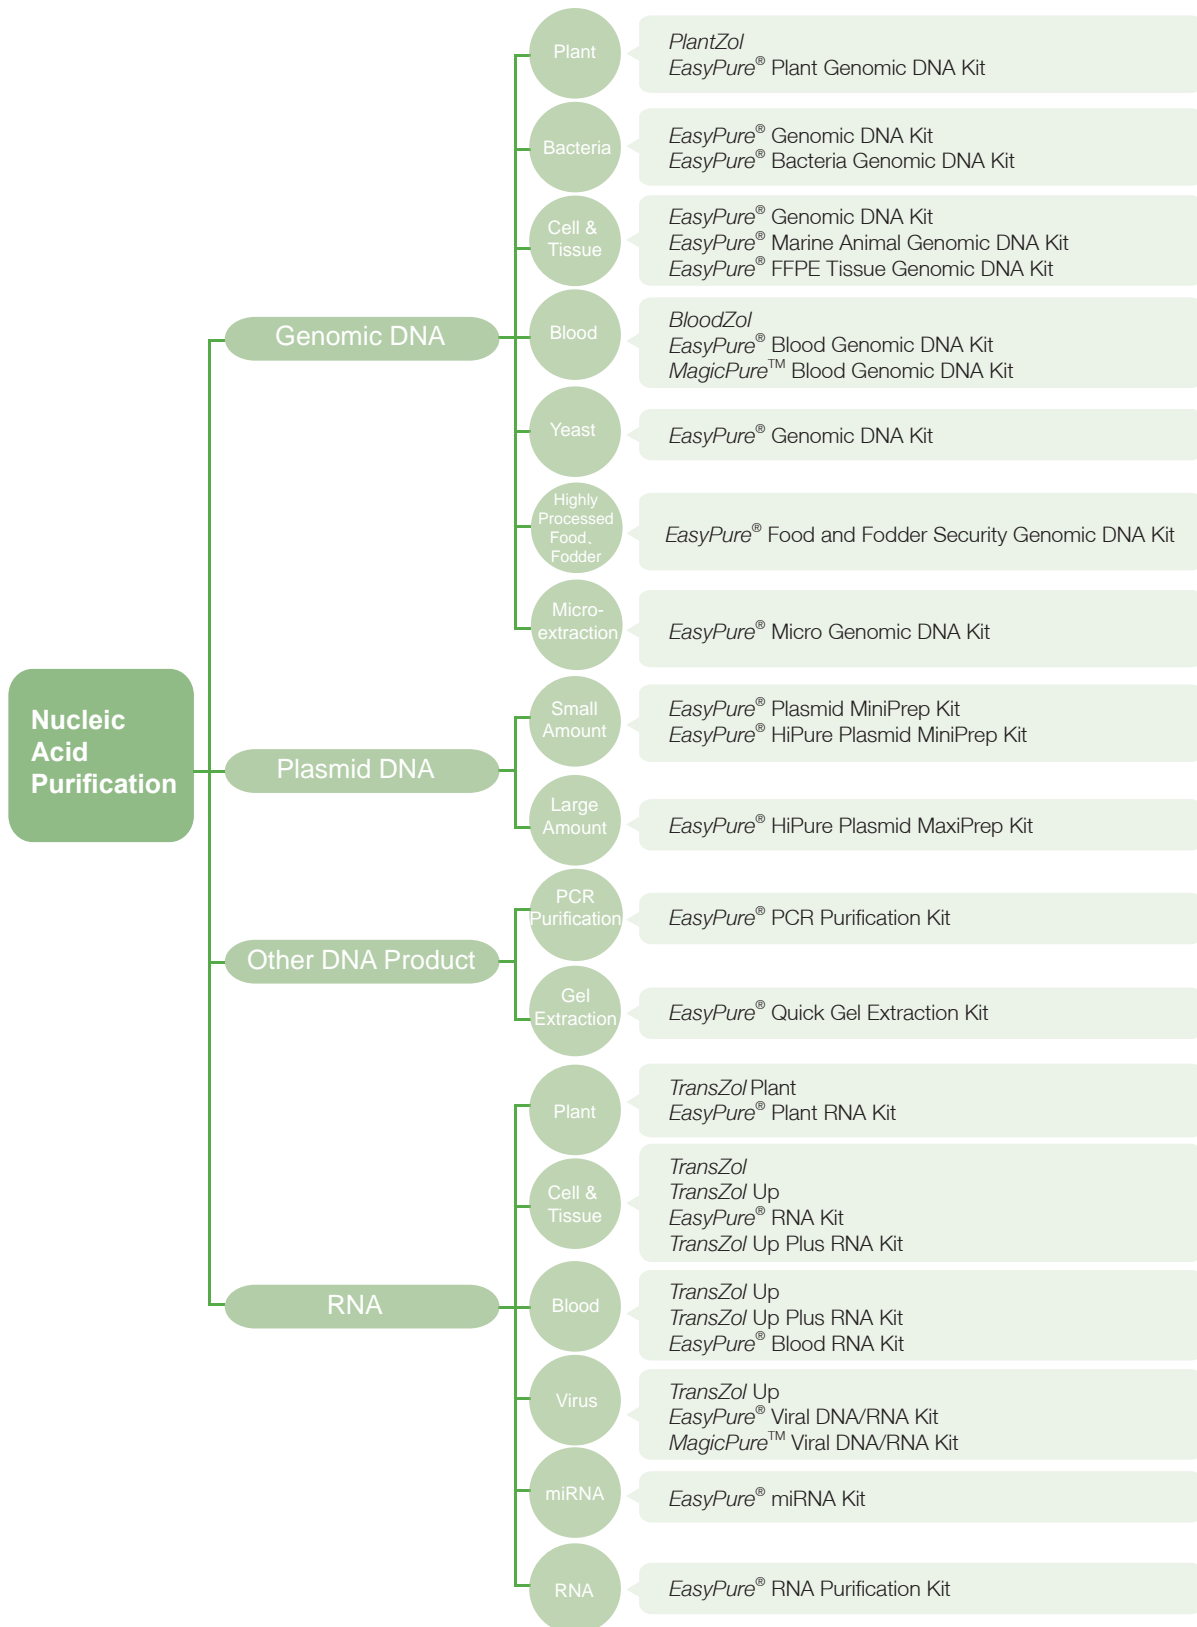 Plant
PlantZol
EasyPure® Plant Genomic DNA Kit
Bacteria
EasyPure® Genomic DNA Kit
EasyPure® Bacteria Genomic DNA Kit
Cell &
Tissue
EasyPure® Genomic DNA Kit
EasyPure® Marine Animal Genomic DNA Kit
EasyPure® FFPE Tissue Genomic DNA Kit
Genomic DNA
Blood
BloodZol
EasyPure® Blood Genomic DNA Kit
MagicPure™ Blood Genomic DNA Kit
Yeast
EasyPure® Genomic DNA Kit
Highly
Processed
Food、
Fodder
EasyPure® Food and Fodder Security Genomic DNA Kit
Micro-
extraction
EasyPure® Micro Genomic DNA Kit
Nucleic
Acid
Purification
Plasmid DNA
Small
Amount
EasyPure® Plasmid MiniPrep Kit
EasyPure® HiPure Plasmid MiniPrep Kit
Large
Amount
EasyPure® HiPure Plasmid MaxiPrep Kit
Other DNA Product
PCR
Purification
EasyPure® PCR Purification Kit
Gel
Extraction
EasyPure® Quick Gel Extraction Kit
RNA
Plant
TransZol Plant
EasyPure® Plant RNA Kit
Cell &
Tissue
TransZol
TransZol Up
EasyPure® RNA Kit
TransZol Up Plus RNA Kit
Blood
TransZol Up
TransZol Up Plus RNA Kit
EasyPure® Blood RNA Kit
Virus
TransZol Up
EasyPure® Viral DNA/RNA Kit
MagicPure™ Viral DNA/RNA Kit
miRNA
EasyPure® miRNA Kit
RNA
EasyPure® RNA Purification Kit